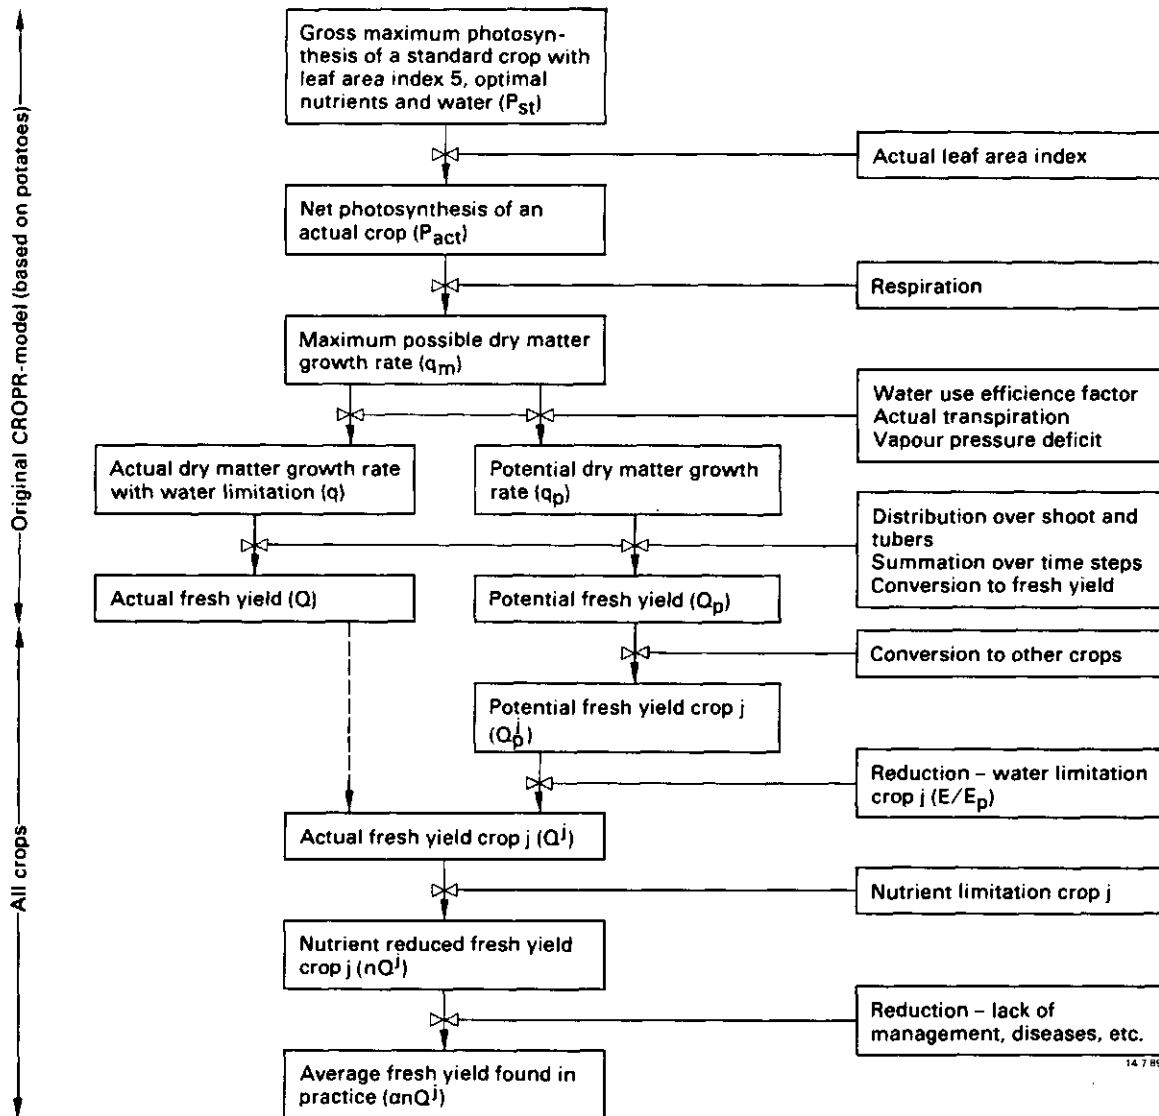 Gross maximum photosyn-
thesis of a standard crop with
leaf area index 5, optimal
nutrients and water (Pst)
Actual leaf area index
Net photosynthesis of an
actual crop (Pact)
Respiration
Maximum possible dry matter
growth rate (qm)
Water use efficience factor
Actual transpiration
Vapour pressure deficit
Actual dry matter growth rate
with water limitation (q)
Potential dry matter growth
rate (qp)
Distribution over shoot and
tubers
Summation over time steps
Conversion to fresh yield
Actual fresh yield (Q)
Potential fresh yield (Qp)
Original CROPR-model (based on potatoes)
Conversion to other crops
Potential fresh yield crop j
(Qpj)
Reduction – water limitation
crop j (E/Ep)
Actual fresh yield crop j (Qj)
Nutrient limitation crop j
Nutrient reduced fresh yield
crop j (nQj)
Reduction – lack of
management, diseases, etc.
Average fresh yield found in
practice (αnQj)
All crops
14 7 89